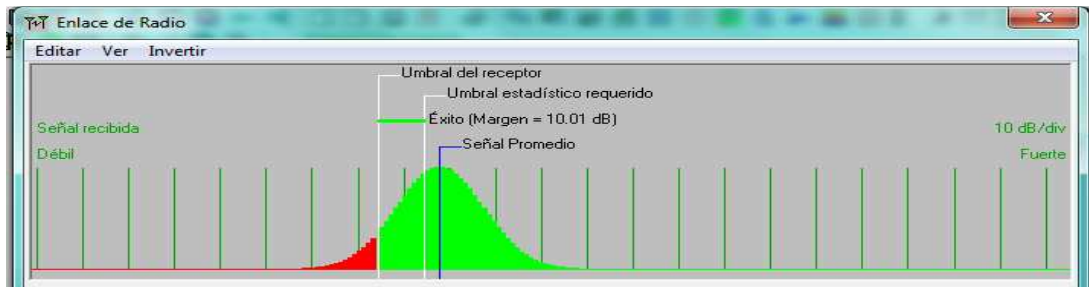 Enlace de Radio
Editar Ver Invertir
Umbral del receptor
Umbral estadístico requerido
Éxito (Margen = 10.01 dB)
Señal recibida
10 dB/div
Señal Promedio
Débil
Fuerte